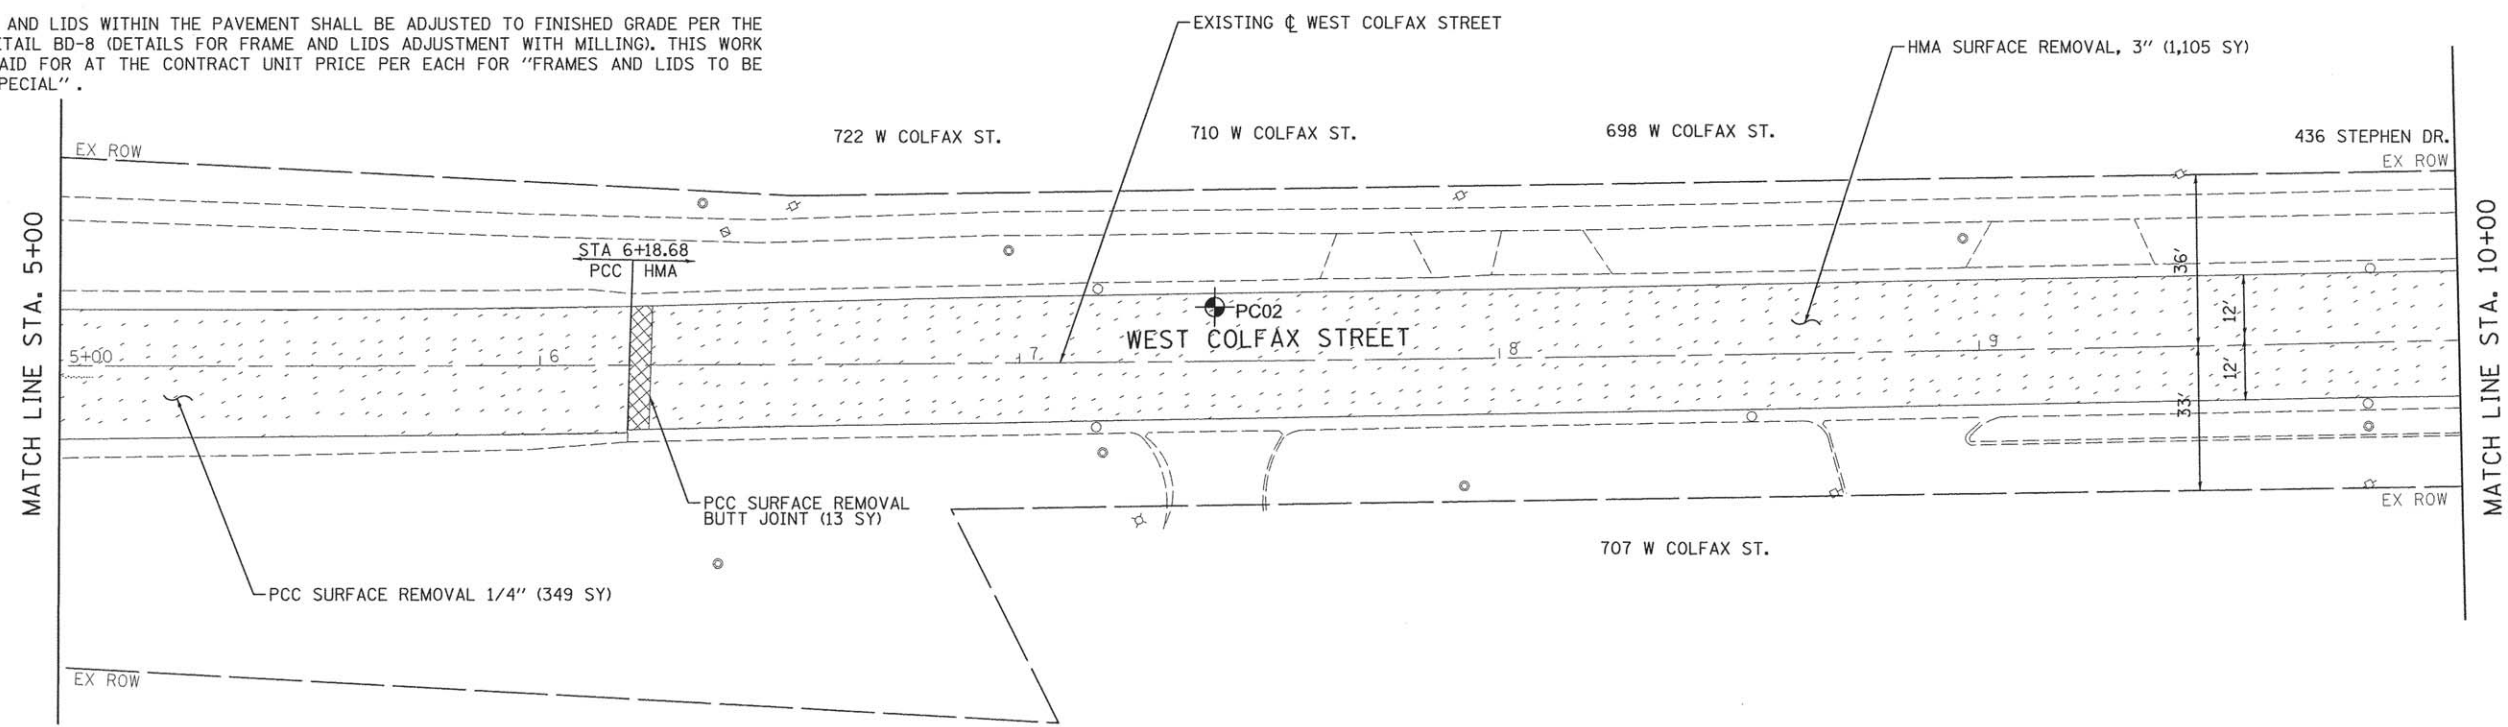 AND LIDS WITHIN THE PAVEMENT SHALL BE ADJUSTED TO FINISHED GRADE PER THE
ETAIL BD-8 (DETAILS FOR FRAME AND LIDS ADJUSTMENT WITH MILLING). THIS WORK
AID FOR AT THE CONTRACT UNIT PRICE PER EACH FOR "FRAMES AND LIDS TO BE
PECIAL".
EXISTING ℄ WEST COLFAX STREET
HMA SURFACE REMOVAL, 3" (1,105 SY)
722 W COLFAX ST.
710 W COLFAX ST.
698 W COLFAX ST.
436 STEPHEN DR.
EX ROW
EX ROW
MATCH LINE STA. 5+00
STA 6+18.68
PCC HMA
36'
12'
PC02
WEST COLFAX STREET
5+00
6
7
8
9
12'
33'
MATCH LINE STA. 10+00
PCC SURFACE REMOVAL
BUTT JOINT (13 SY)
EX ROW
707 W COLFAX ST.
PCC SURFACE REMOVAL 1/4" (349 SY)
EX ROW